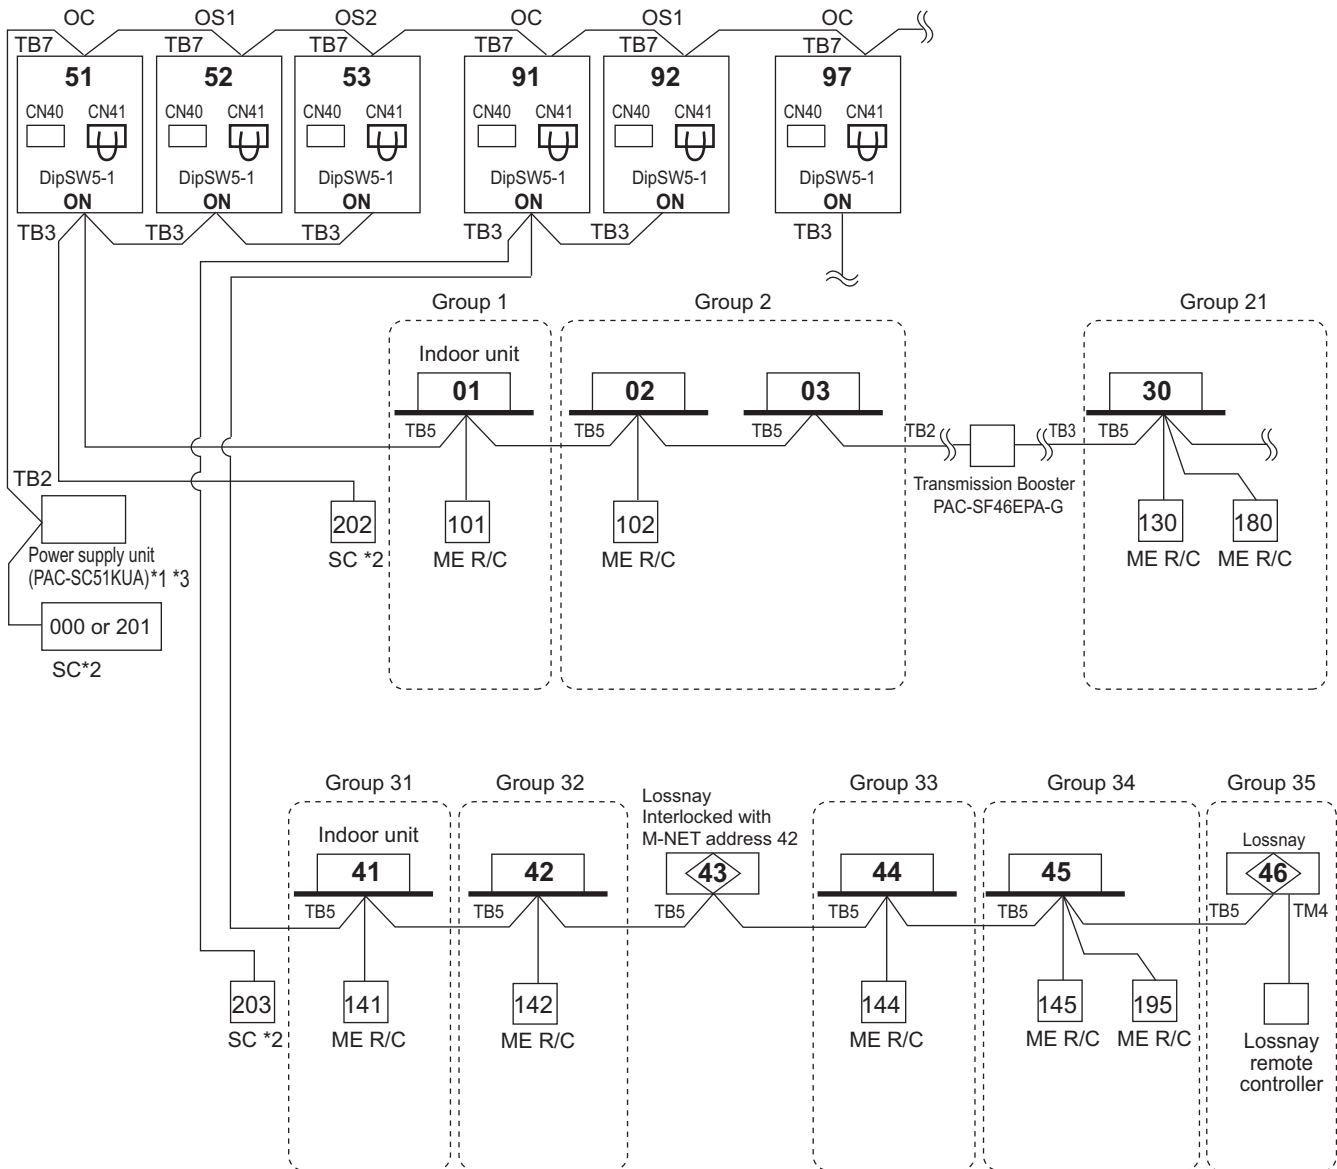 OC OS1 OS2 OC OS1 OC
TB7 TB7 TB7 TB7 TB7 TB7
51 52 53 91 92 97
CN40 CN41 CN40 CN41 CN40 CN41 CN40 CN41 CN40 CN41 CN40 CN41
DipSW5-1 DipSW5-1 DipSW5-1 DipSW5-1 DipSW5-1 DipSW5-1
ON ON ON ON ON ON
TB3 TB3 TB3 TB3 TB3 TB3
Group 1 Group 2 Group 21
Indoor unit
01 02 03 30
TB5 TB5 TB5 TB2 TB3 TB5
Transmission Booster
PAC-SF46EPA-G
TB2
202 101 102 130 180
SC *2 ME R/C ME R/C ME R/C ME R/C
Power supply unit
(PAC-SC51KUA)*1 *3
000 or 201
SC*2
Group 31 Group 32 Group 33 Group 34 Group 35
Lossnay
Interlocked with
M-NET address 42
Indoor unit
Lossnay
41 42 43 44 45 46
TB5 TB5 TB5 TB5 TB5 TB5 TM4
203 141 142 144 145 195
SC *2 ME R/C ME R/C ME R/C ME R/C ME R/C
Lossnay
remote
controller